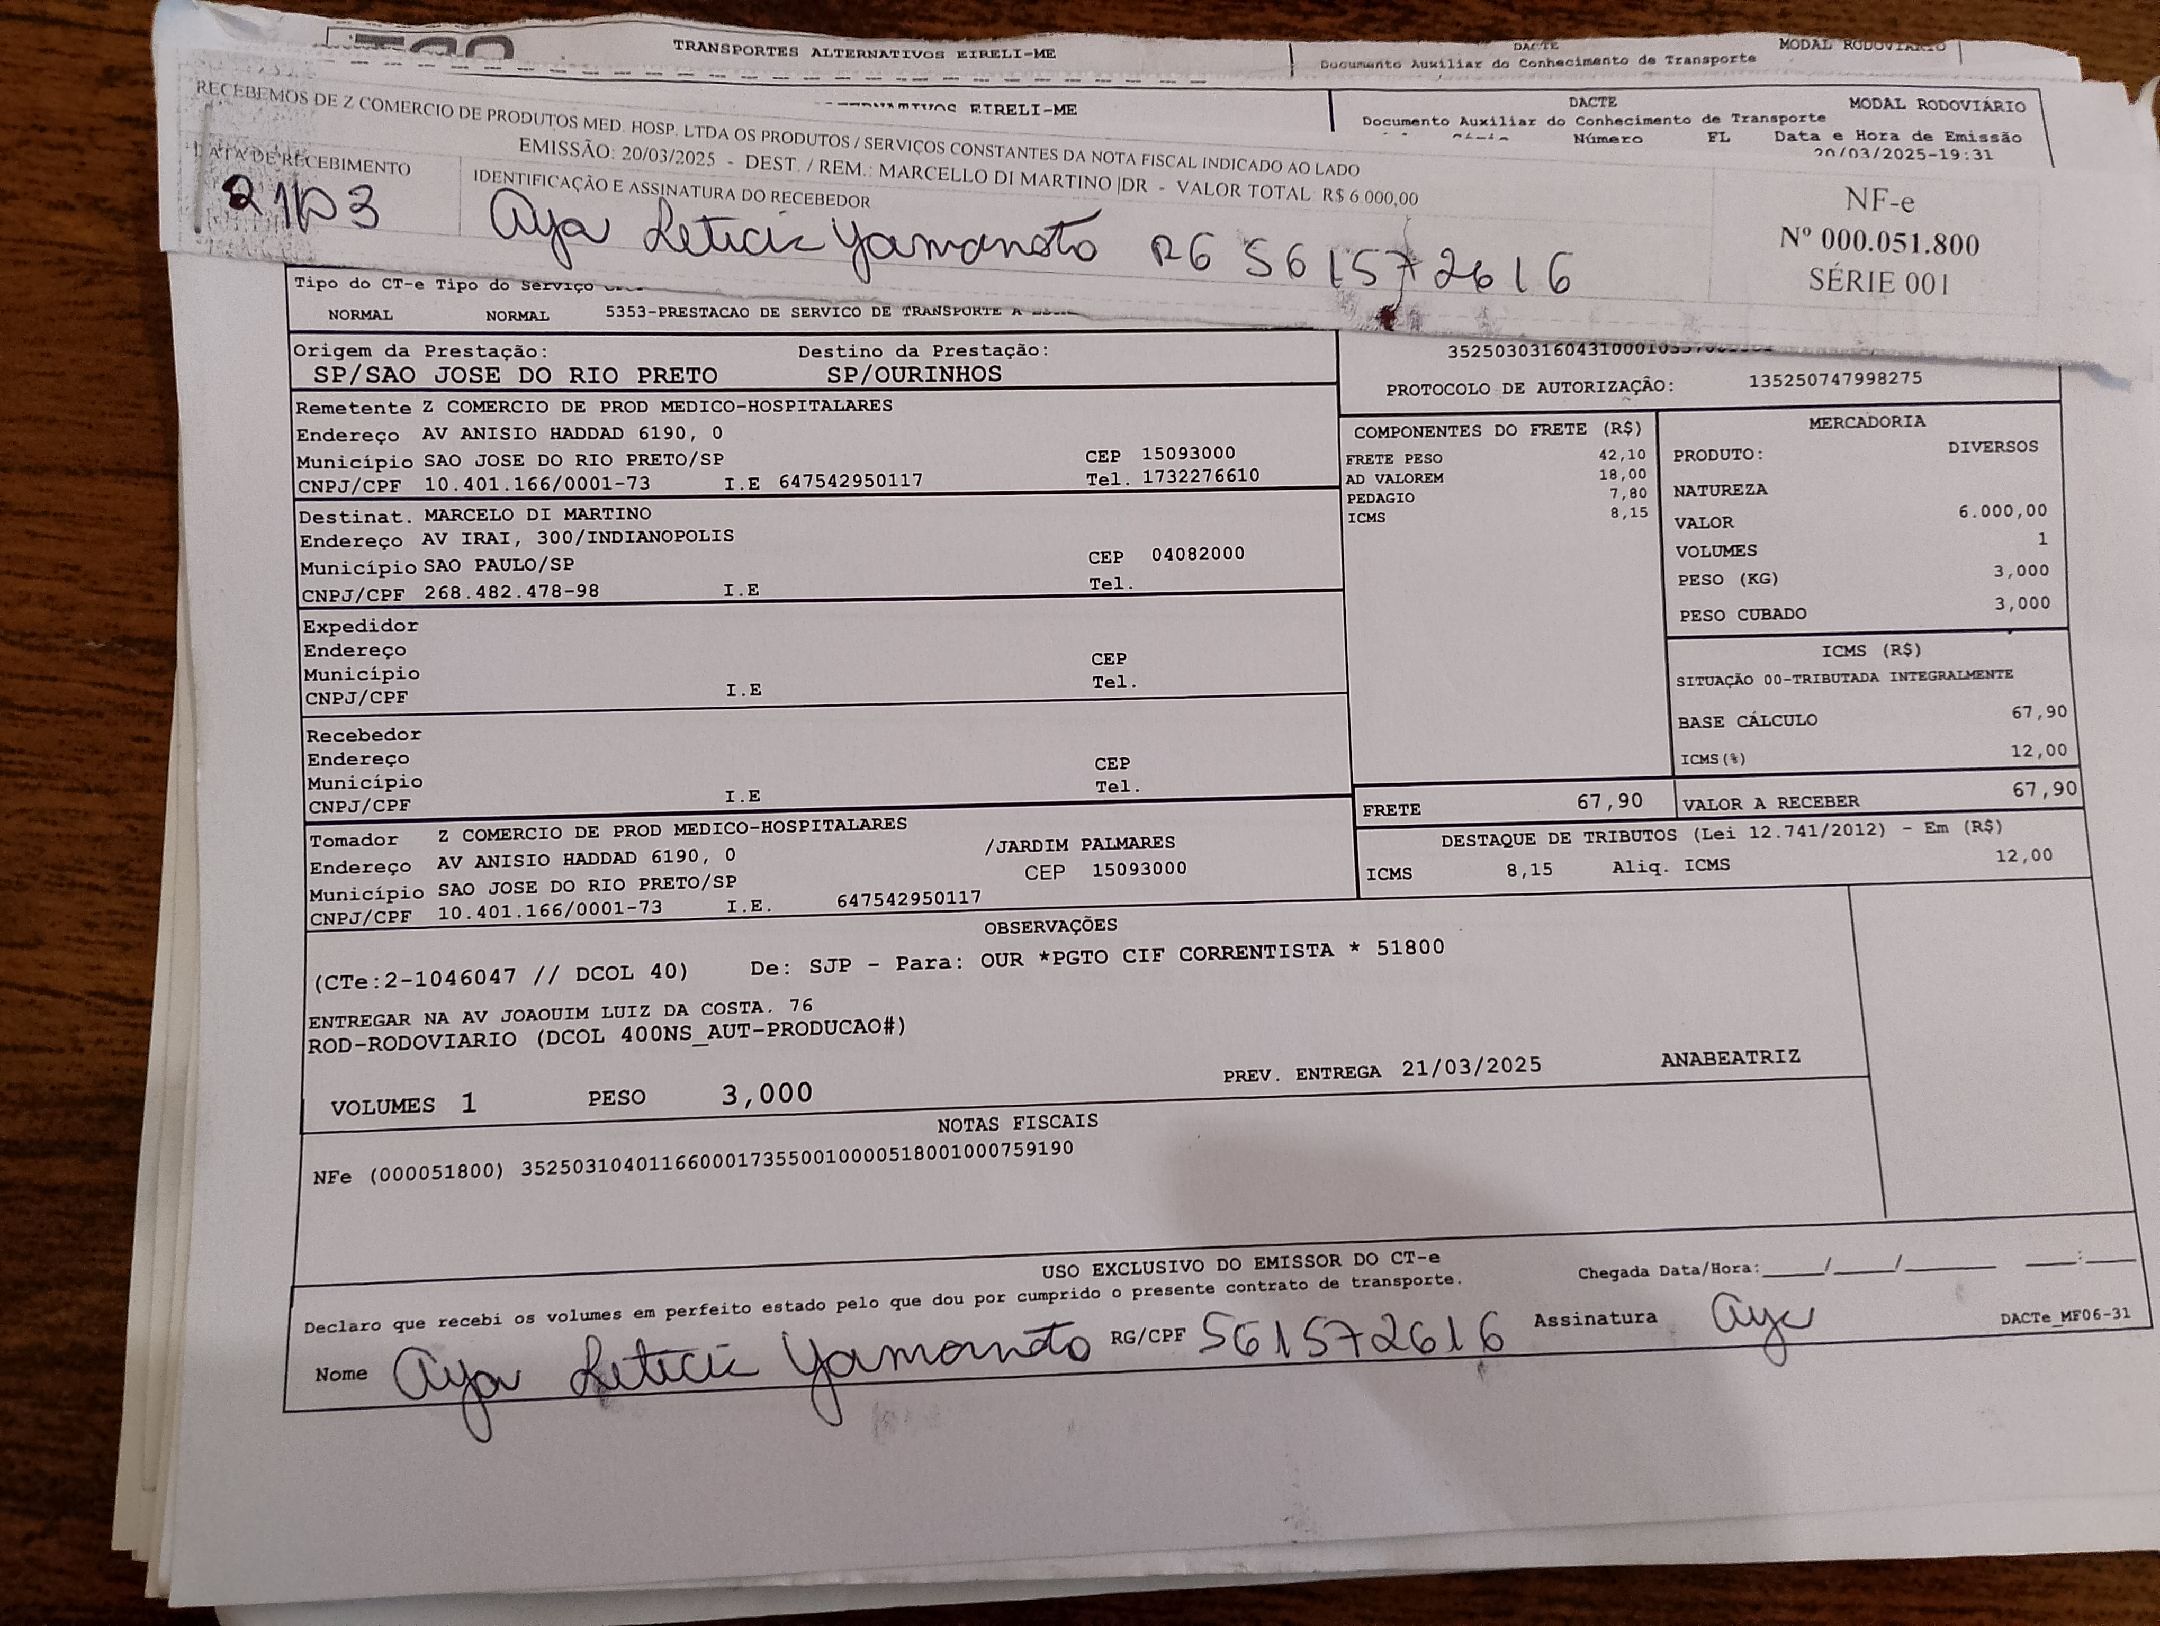 TRANSPORTES ALTERNATIVOS EIRELI-ME
DACTE
MODAL RODOVIÁRIO
Documento Auxiliar do Conhecimento de Transporte
EIRELI-ME
DACTE
MODAL RODOVIÁRIO
Documento Auxiliar do Conhecimento de Transporte
Número FL Data e Hora de Emissão
20/03/2025-19:31
RECEBEMOS DE Z COMERCIO DE PRODUTOS MED. HOSP. LTDA OS PRODUTOS / SERVIÇOS CONSTANTES DA NOTA FISCAL INDICADO AO LADO
EMISSÃO: 20/03/2025 - DEST. / REM.: MARCELLO DI MARTINO |DR - VALOR TOTAL: R$ 6.000,00
DATA DE RECEBIMENTO
21/03
IDENTIFICAÇÃO E ASSINATURA DO RECEBEDOR
Aya Leticia Yamamoto RG 561572616
NF-e
Nº 000.051.800
SÉRIE 001
Tipo do CT-e Tipo do Serviço
NORMAL NORMAL 5353-PRESTACAO DE SERVICO DE TRANSPORTE A
Origem da Prestação: Destino da Prestação:
SP/SAO JOSE DO RIO PRETO SP/OURINHOS
PROTOCOLO DE AUTORIZAÇÃO: 135250747998275
Remetente Z COMERCIO DE PROD MEDICO-HOSPITALARES
Endereço AV ANISIO HADDAD 6190, 0
Município SAO JOSE DO RIO PRETO/SP CEP 15093000
CNPJ/CPF 10.401.166/0001-73 I.E 647542950117 Tel. 1732276610
Destinat. MARCELO DI MARTINO
Endereço AV IRAI, 300/INDIANOPOLIS
Município SAO PAULO/SP CEP 04082000
CNPJ/CPF 268.482.478-98 I.E Tel.
Expedidor
Endereço
Município CEP
CNPJ/CPF I.E Tel.
Recebedor
Endereço
Município CEP
CNPJ/CPF I.E Tel.
Tomador Z COMERCIO DE PROD MEDICO-HOSPITALARES
Endereço AV ANISIO HADDAD 6190, 0 /JARDIM PALMARES
Município SAO JOSE DO RIO PRETO/SP CEP 15093000
CNPJ/CPF 10.401.166/0001-73 I.E. 647542950117
COMPONENTES DO FRETE (R$)
FRETE PESO 42,10
AD VALOREM 18,00
PEDAGIO 7,80
ICMS 8,15
MERCADORIA
PRODUTO: DIVERSOS
NATUREZA
VALOR 6.000,00
VOLUMES 1
PESO (KG) 3,000
PESO CUBADO 3,000
ICMS (R$)
SITUAÇÃO 00-TRIBUTADA INTEGRALMENTE
BASE CÁLCULO 67,90
ICMS(%) 12,00
FRETE 67,90 VALOR A RECEBER 67,90
DESTAQUE DE TRIBUTOS (Lei 12.741/2012) - Em (R$)
ICMS 8,15 Aliq. ICMS 12,00
OBSERVAÇÕES
(CTe:2-1046047 // DCOL 40) De: SJP - Para: OUR *PGTO CIF CORRENTISTA * 51800
ENTREGAR NA AV JOAQUIM LUIZ DA COSTA. 76
ROD-RODOVIARIO (DCOL 400NS_AUT-PRODUCAO#)
PREV. ENTREGA 21/03/2025 ANABEATRIZ
VOLUMES 1 PESO 3,000
NOTAS FISCAIS
NFe (000051800) 35250310401166000173550010000518001000759190
USO EXCLUSIVO DO EMISSOR DO CT-e
Declaro que recebi os volumes em perfeito estado pelo que dou por cumprido o presente contrato de transporte.
Chegada Data/Hora:____/____/______ ___:___
Nome Aya Leticia Yamamoto RG/CPF 561572616 Assinatura Aya
DACTe_MF06-31